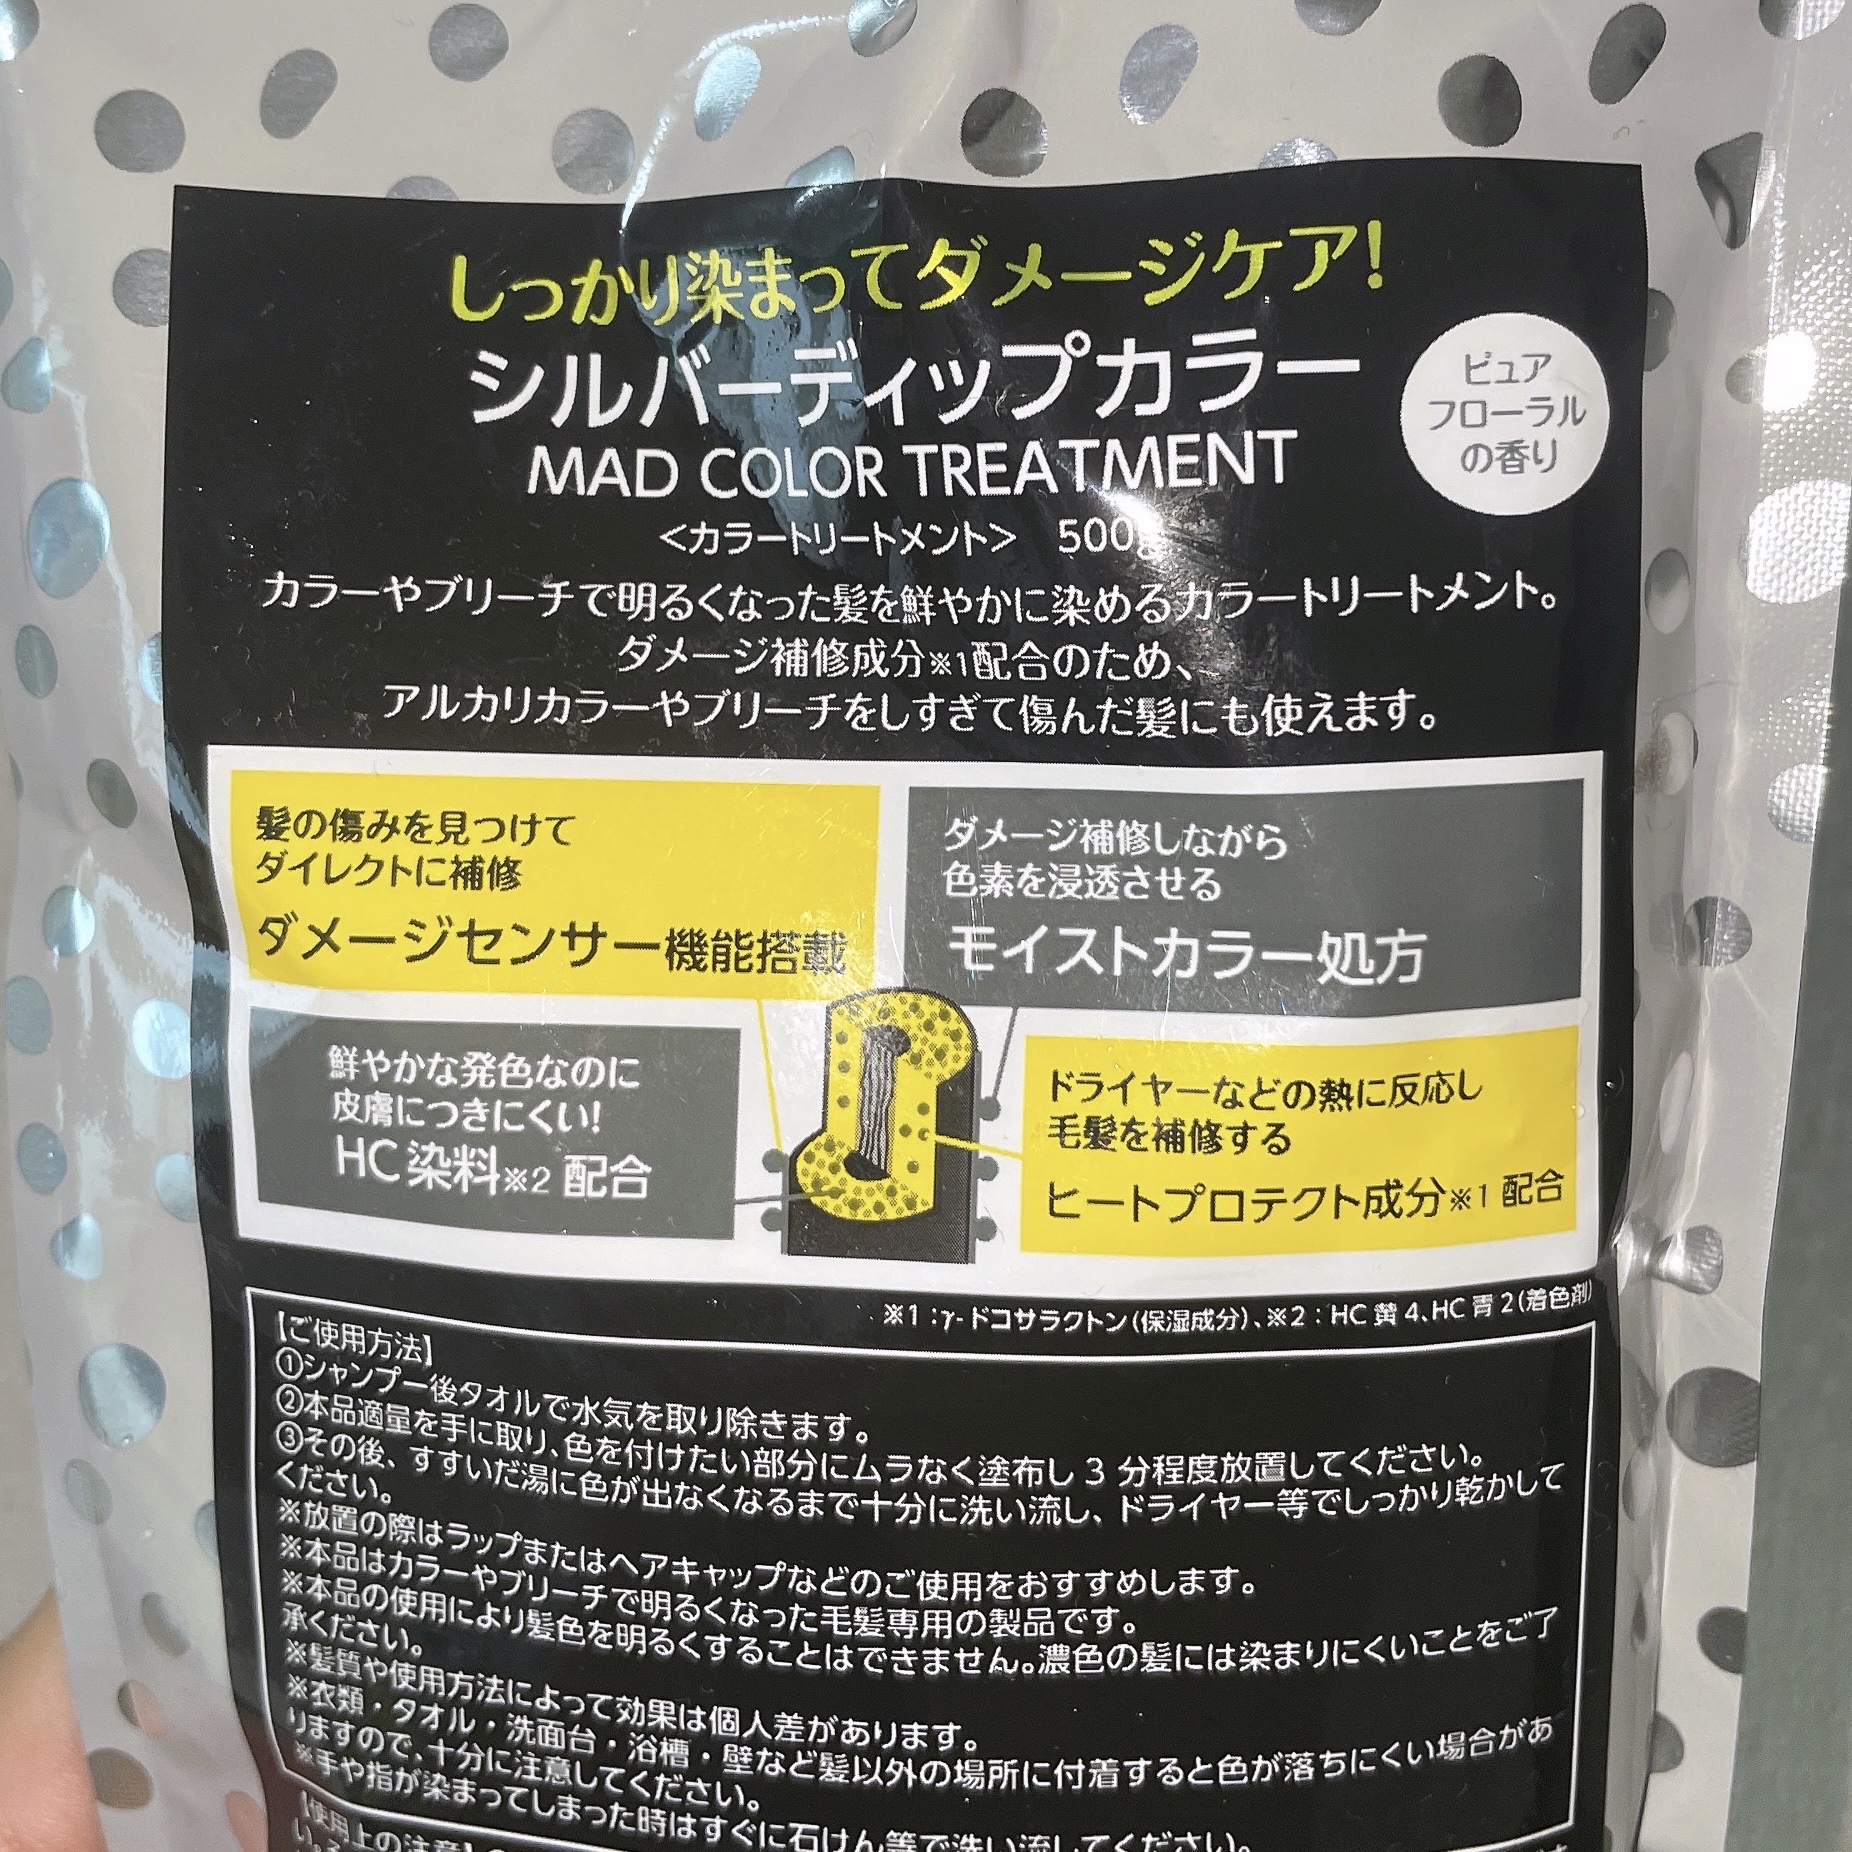 しっかり染まってダメージケア!
シルバーディップカラー
MAD COLOR TREATMENT
ピュア
フローラル
の香り
<カラートリートメント> 500g
カラーやブリーチで明るくなった髪を鮮やかに染めるカラートリートメント。
ダメージ補修成分※1配合のため、
アルカリカラーやブリーチをしすぎて傷んだ髪にも使えます。
髪の傷みを見つけて
ダイレクトに補修
ダメージセンサー機能搭載
ダメージ補修しながら
色素を浸透させる
モイストカラー処方
鮮やかな発色なのに
皮膚につきにくい!
HC染料※2 配合
ドライヤーなどの熱に反応し
毛髪を補修する
ヒートプロテクト成分※1 配合
※1:γ-ドコサラクトン(保湿成分)、※2:HC 黄 4、HC 青 2(着色剤)
【ご使用方法】
①シャンプー後タオルで水気を取り除きます。
②本品適量を手に取り、色を付けたい部分にムラなく塗布し 3 分程度放置してください。
③その後、すすいだ湯に色が出なくなるまで十分に洗い流し、ドライヤー等でしっかり乾かして
ください。
※放置の際はラップまたはヘアキャップなどのご使用をおすすめします。
※本品はカラーやブリーチで明るくなった毛髪専用の製品です。
※本品の使用により髪色を明るくすることはできません。濃色の髪には染まりにくいことをご了
承ください。
※髪質や使用方法によって効果は個人差があります。
※衣類・タオル・洗面台・浴槽・壁など髪以外の場所に付着すると色が落ちにくい場合があ
りますので、十分に注意してください。
※手や指が染まってしまった時はすぐに石けん等で洗い流してください。
【使用上の注意】